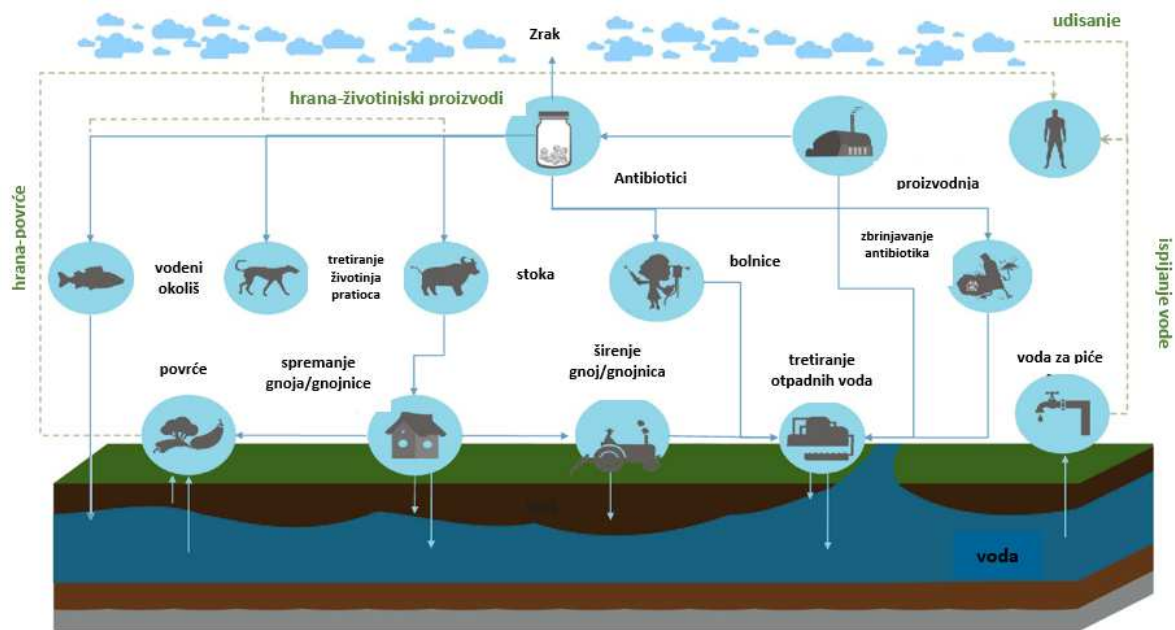 udisanje
Zrak
hrana-životinjski proizvodi
Antibiotici
proizvodnja
hrana-povrće
vodeni
okoliš
tretiranje
životinja
pratioca
stoka
bolnice
zbrinjavanje
antibiotika
ispijanje vode
povrće
spremanje
gnoja/gnojnice
širenje
gnoj/gnojnica
tretiranje
otpadnih voda
voda za piće
voda